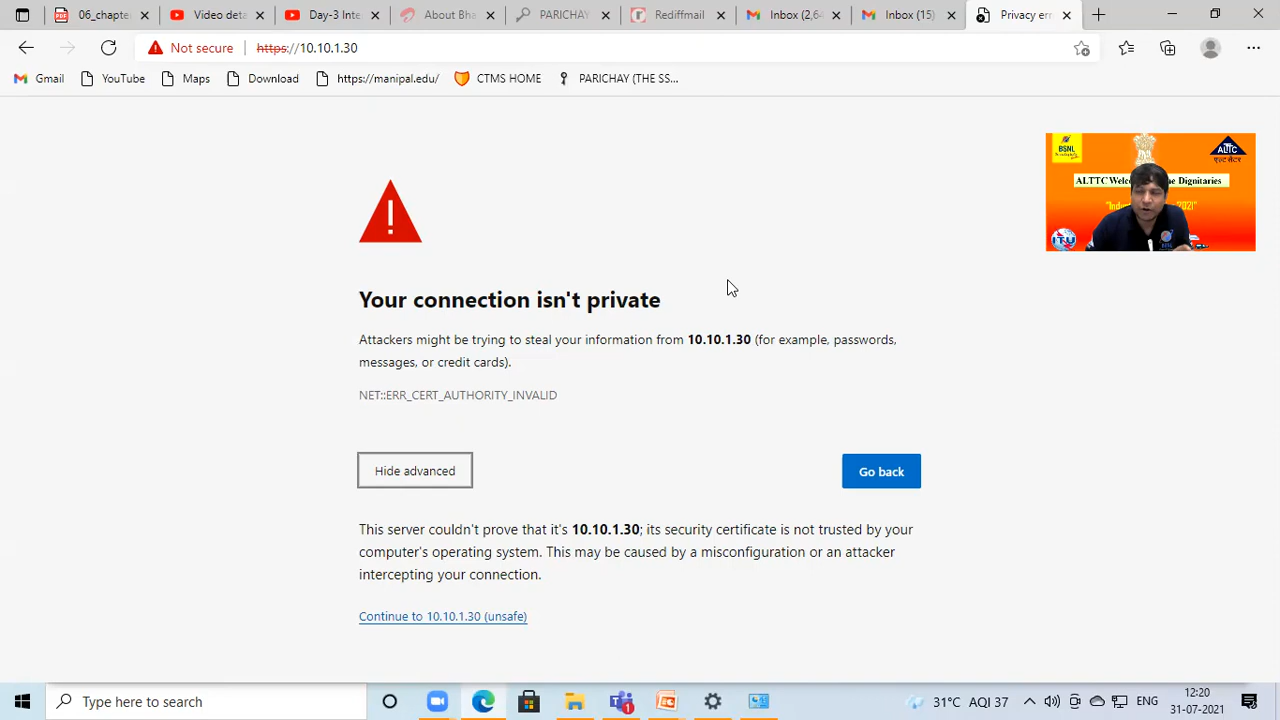 06_chapter
Video deta
Day 3 Inte
About Bha
PARICHAY
Rediffmail
Inbox (2,64
Inbox (15)
Privacy err
Not secure
https://10.10.1.30
Gmail
YouTube
Maps
Download
https://manipal.edu/
CTMS HOME
PARICHAY (THE SS...
BSNL
ALTTC Welc
e Dignitaries
ITU
Your connection isn't private
Attackers might be trying to steal your information from 10.10.1.30 (for example, passwords,
messages, or credit cards).
NET::ERR_CERT_AUTHORITY_INVALID
Hide advanced
Go back
This server couldn't prove that it's 10.10.1.30; its security certificate is not trusted by your
computer's operating system. This may be caused by a misconfiguration or an attacker
intercepting your connection.
Continue to 10.10.1.30 (unsafe)
Type here to search
1
31°C AQI 37
ENG
12:20
31-07-2021